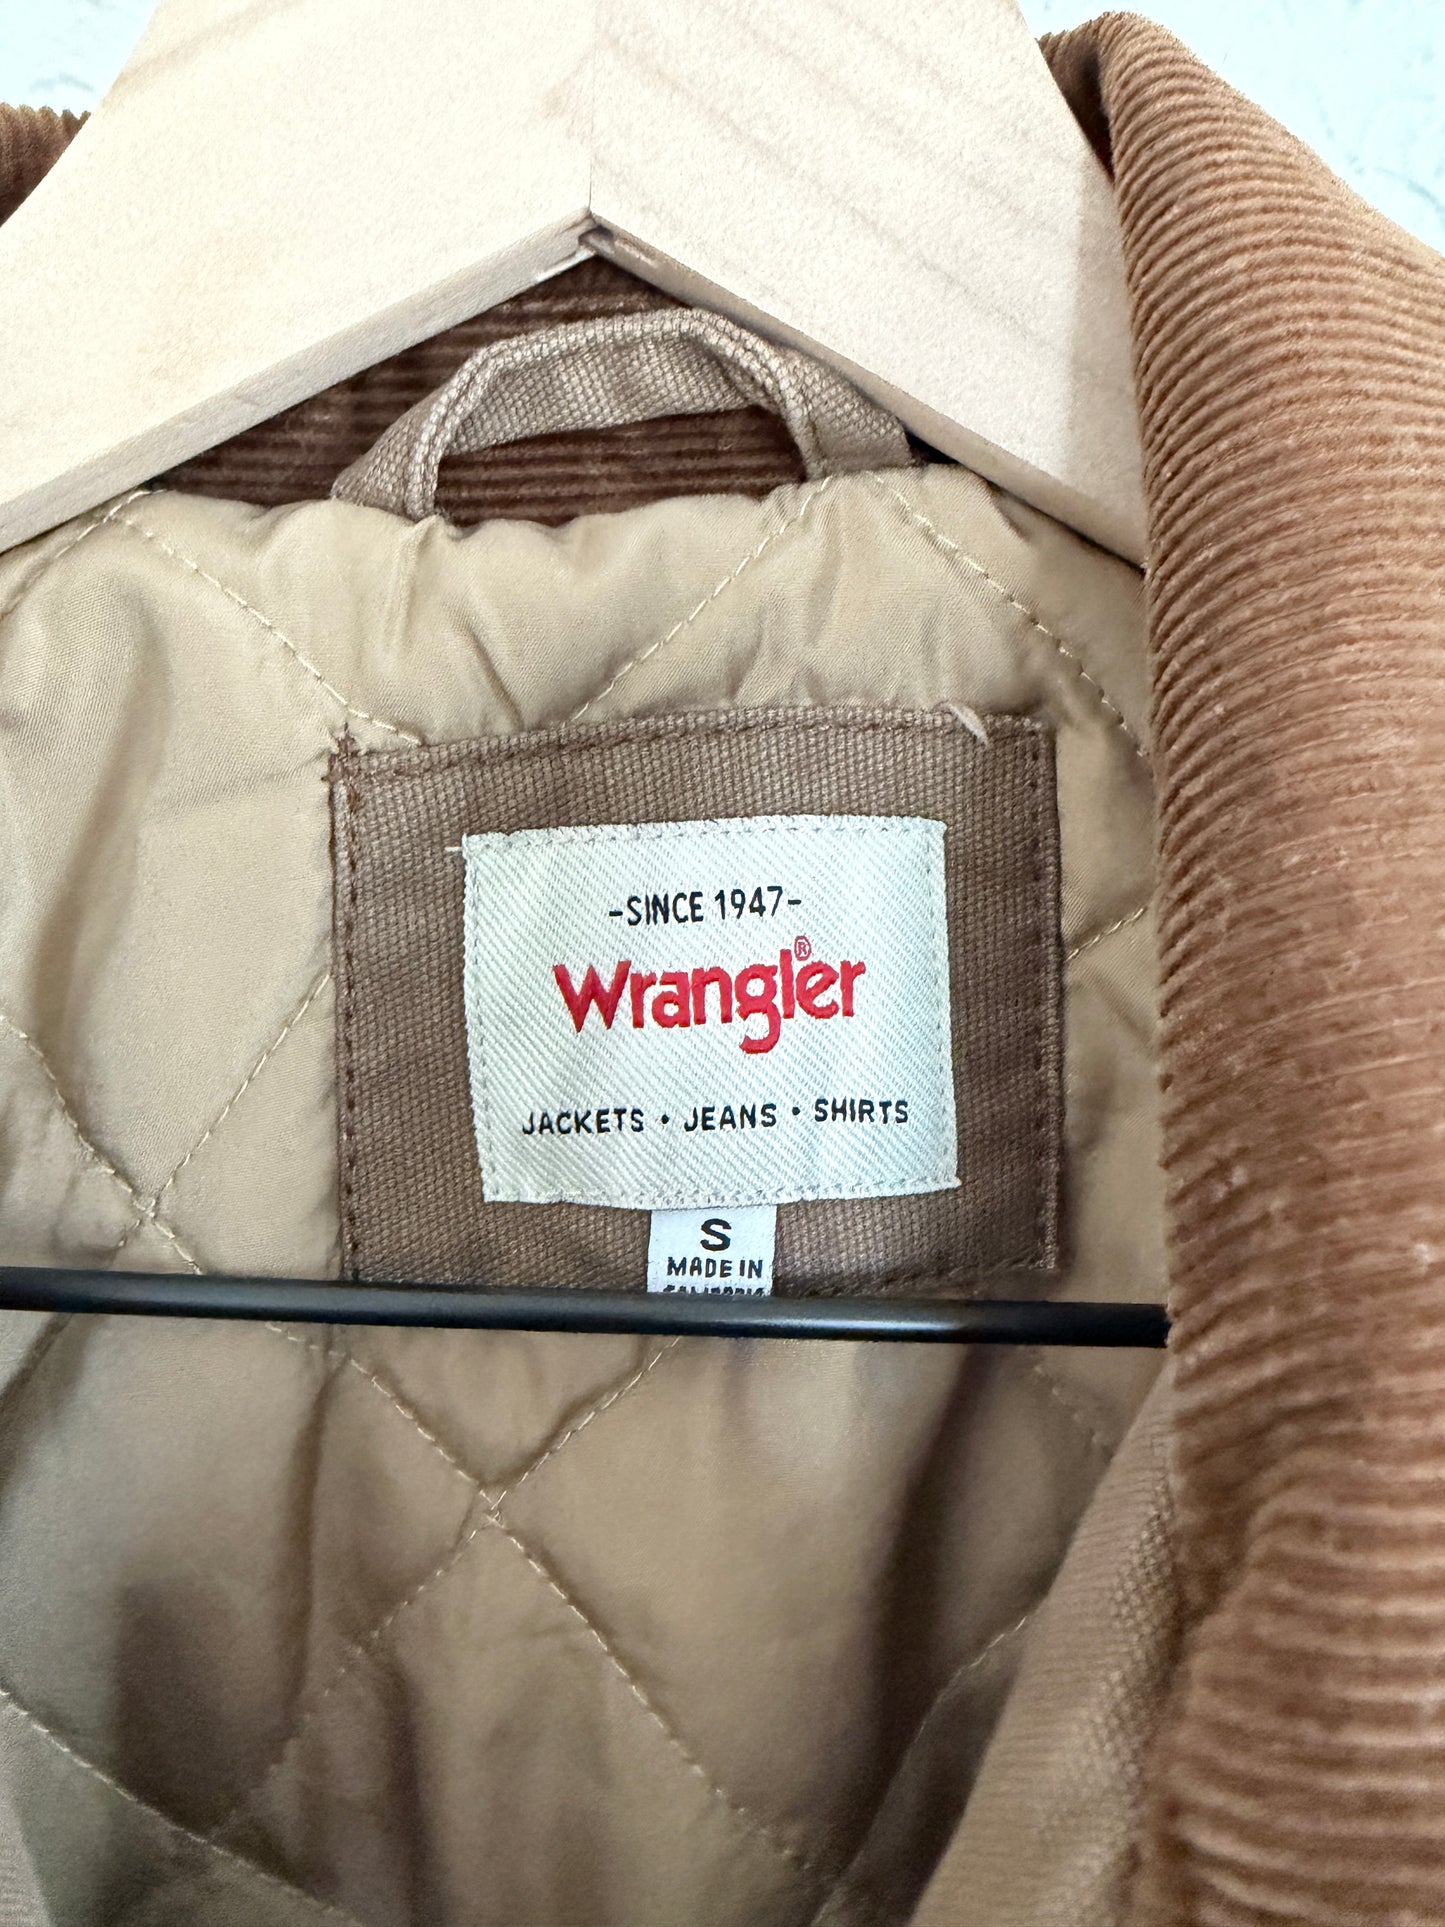 -SINCE 1947-
Wrangler®
JACKETS • JEANS • SHIRTS
S
MADE IN